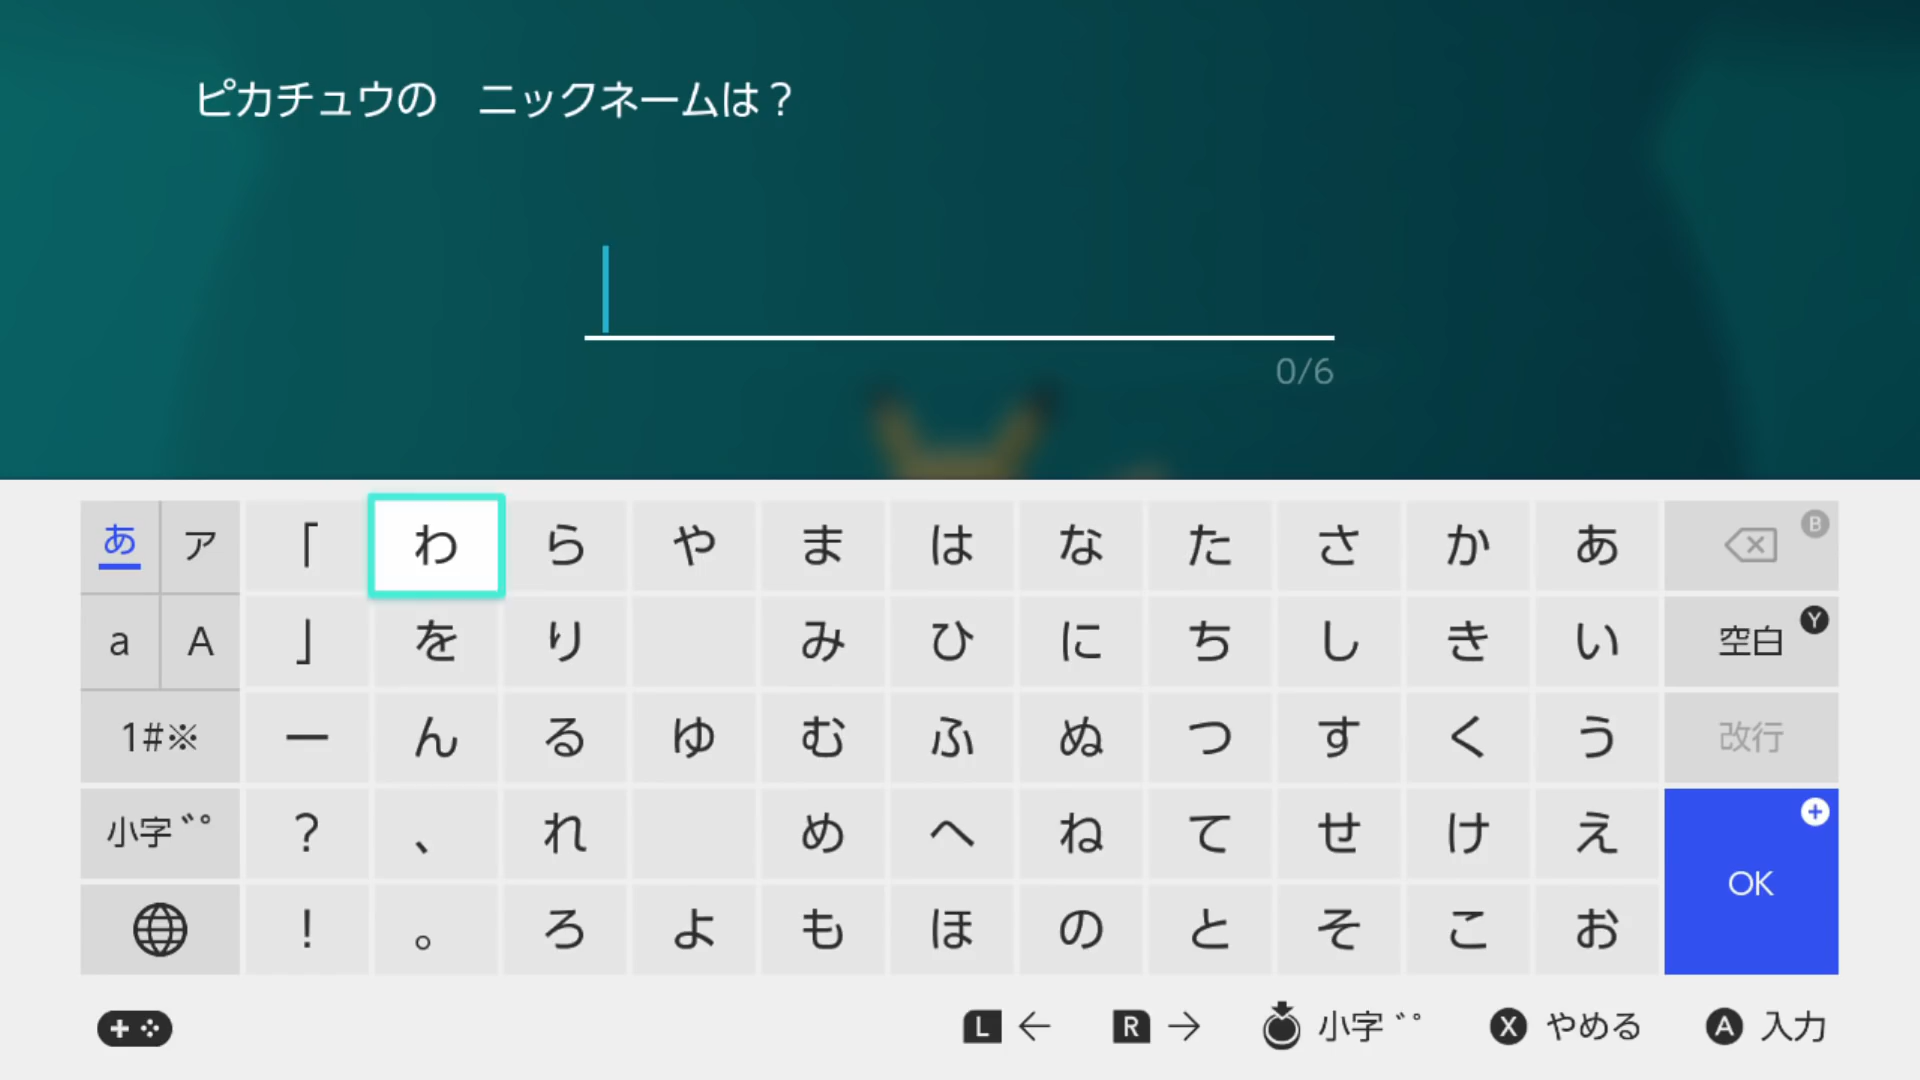 ピカチュウの　ニックネームは？
0/6
あ ア 「 わ ら や ま は な た さ か あ B
a A 」 を り み ひ に ち し き い 空白 Y
1#※ ー ん る ゆ む ふ ぬ つ す く う 改行
小字゛゜ ? 、 れ め へ ね て せ け え
! 。 ろ よ も ほ の と そ こ お OK
L ← R → 小字゛゜ X やめる A 入力